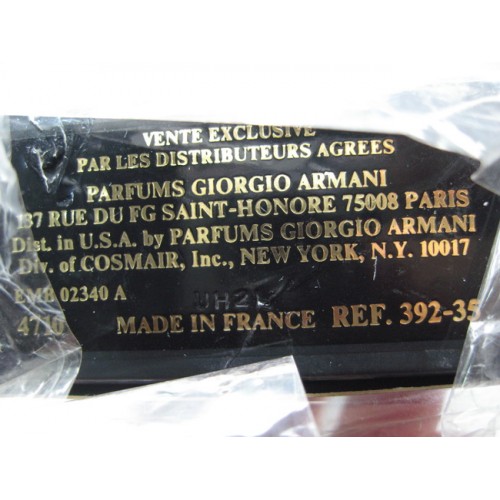 VENTE EXCLUSIVE
PAR LES DISTRIBUTEURS AGREES
PARFUMS GIORGIO ARMANI
137 RUE DU FG SAINT-HONORE 75008 PARIS
Dist. in U.S.A. by PARFUMS GIORGIO ARMANI
Div. of COSMAIR, Inc., NEW YORK, N.Y. 10017
EMB 02340 A
MADE IN FRANCE REF. 392-35